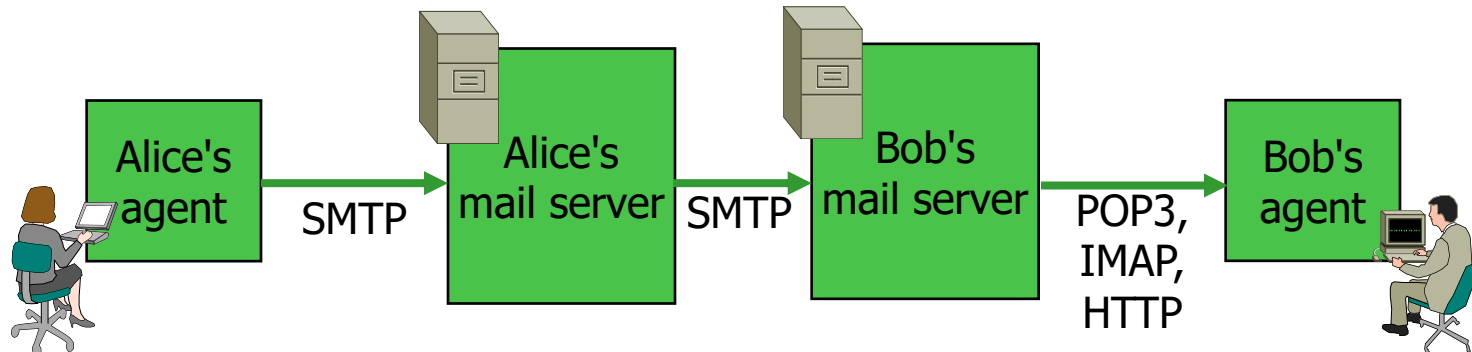 Alice's
agent
SMTP
Alice's
mail server
SMTP
Bob's
mail server
POP3,
IMAP,
HTTP
Bob's
agent